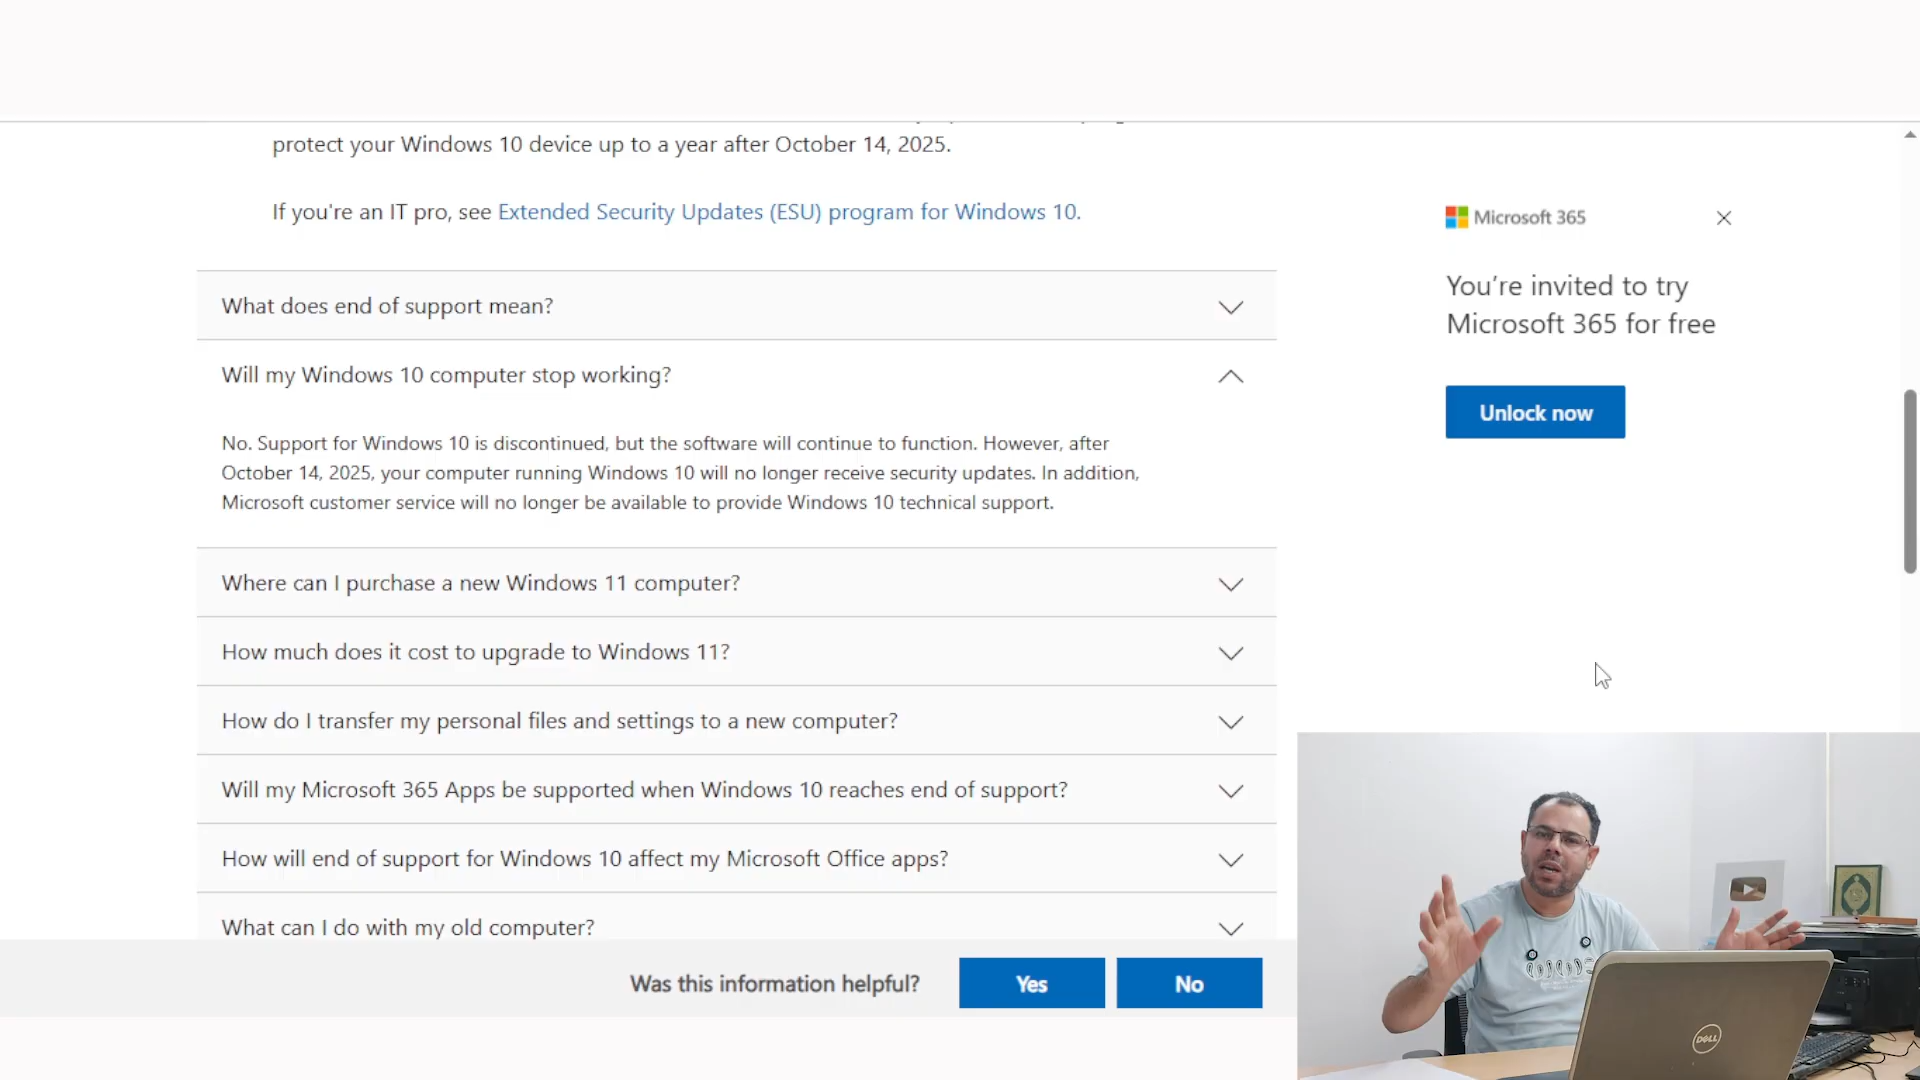 protect your Windows 10 device up to a year after October 14, 2025.
If you're an IT pro, see Extended Security Updates (ESU) program for Windows 10.
What does end of support mean?
Will my Windows 10 computer stop working?
No. Support for Windows 10 is discontinued, but the software will continue to function. However, after
October 14, 2025, your computer running Windows 10 will no longer receive security updates. In addition,
Microsoft customer service will no longer be available to provide Windows 10 technical support.
Where can I purchase a new Windows 11 computer?
How much does it cost to upgrade to Windows 11?
How do I transfer my personal files and settings to a new computer?
Will my Microsoft 365 Apps be supported when Windows 10 reaches end of support?
How will end of support for Windows 10 affect my Microsoft Office apps?
What can I do with my old computer?
Was this information helpful?
Yes
No
Microsoft 365
You’re invited to try
Microsoft 365 for free
Unlock now
DELL